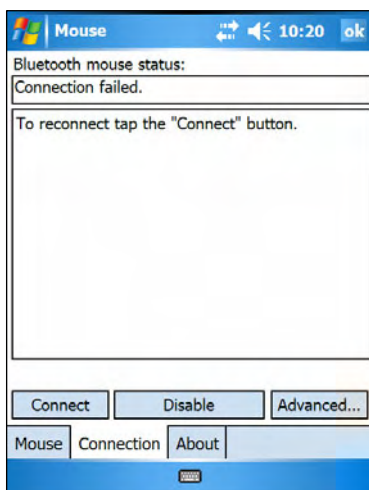 Mouse 10:20 ok
Bluetooth mouse status:
Connection failed.
To reconnect tap the "Connect" button.
Connect Disable Advanced...
Mouse Connection About